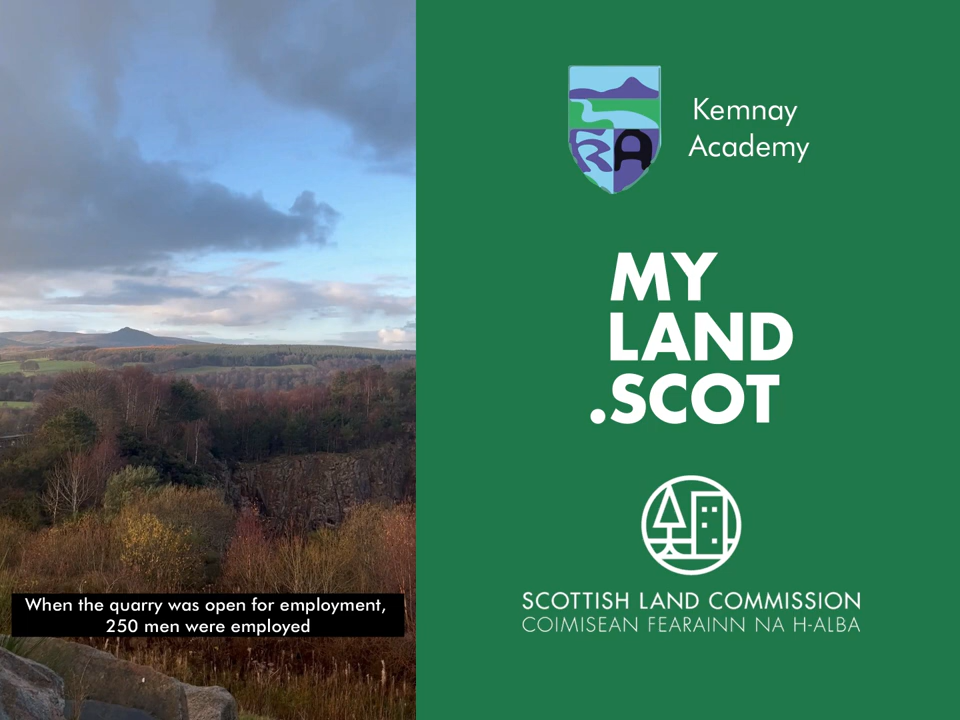 When the quarry was open for employment,
250 men were employed
KA
Kemnay
Academy
MY
LAND
.SCOT
SCOTTISH LAND COMMISSION
COIMISEAN FEARAINN NA H-ALBA